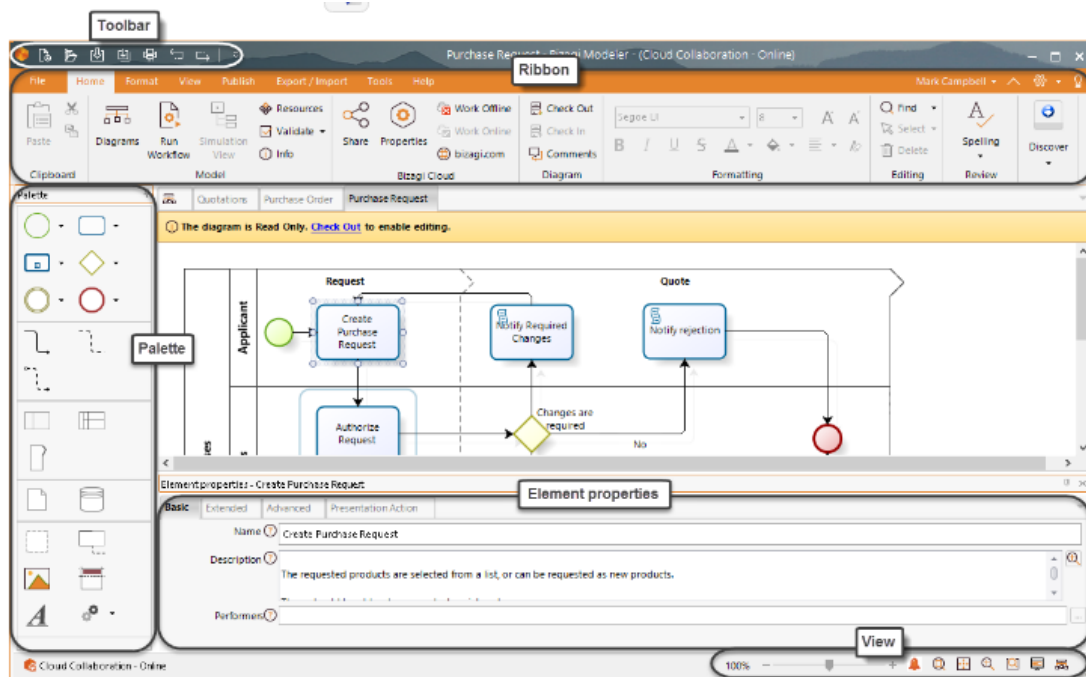 Toolbar
Purchase Request - Bizagi Modeler - (Cloud Collaboration - Online)
Ribbon
File Home Format View Publish Export / Import Tools Help Mark Campbell
Paste
Clipboard
Diagrams
Run Workflow
Simulation View
Resources
Validate
Info
Model
Share
Properties
Work Offline
Work Online
bizagi.com
Bizagi Cloud
Check Out
Check In
Comments
Diagram
Segoe UI 8
B I U S A
Formatting
Find
Select
Delete
Editing
Spelling
Review
Discover
Palette
Quotations Purchase Order Purchase Request
The diagram is Read Only. Check Out to enable editing.
Request Quote
Applicant
Create
Purchase
Request
Notify Required
Changes
Notify rejection
Palette
Authorize
Request
Changes are
required
No
Element properties - Create Purchase Request
Element properties
Basic Extended Advanced Presentation Action
Name Create Purchase Request
Description
The requested products are selected from a list, or can be requested as new products.
Performers
View
Cloud Collaboration - Online
100%